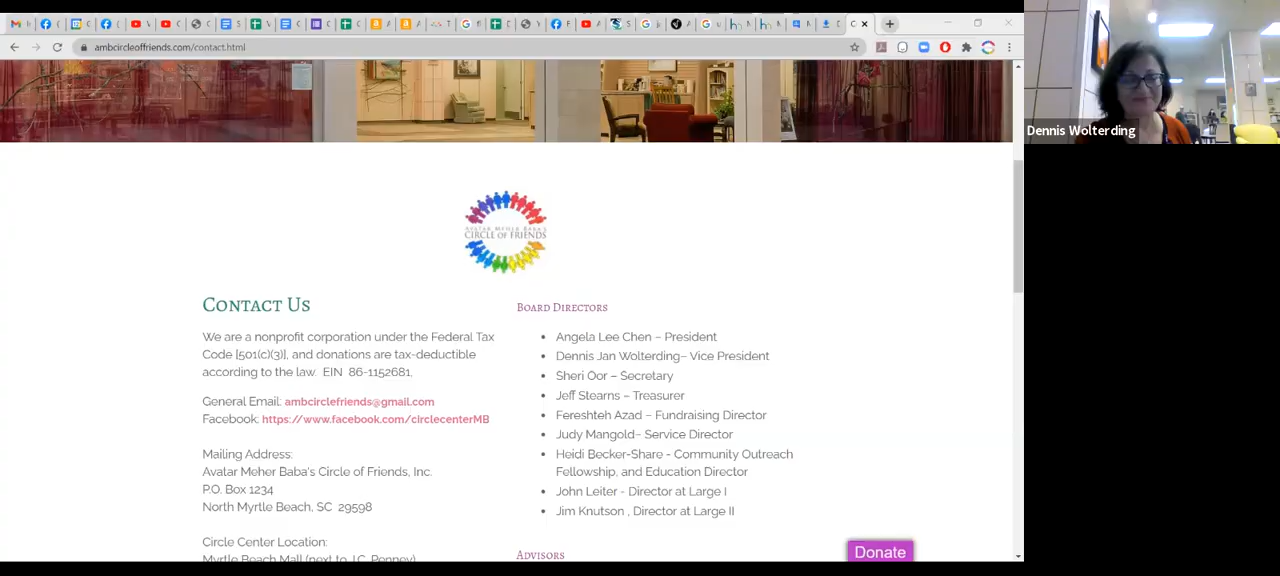 ambcircleoffriends.com/contact.html
Dennis Wolterding
AVATAR MEHER BABA'S
CIRCLE OF FRIENDS
Contact Us
We are a nonprofit corporation under the Federal Tax
Code [501(c)(3)], and donations are tax-deductible
according to the law. EIN 86-1152681,
General Email: ambcirclefriends@gmail.com
Facebook: https://www.facebook.com/circlecenterMB
Mailing Address:
Avatar Meher Baba's Circle of Friends, Inc.
P.O. Box 1234
North Myrtle Beach, SC 29598
Circle Center Location:
Myrtle Beach Mall (next to J.C. Penney)
Board Directors
• Angela Lee Chen – President
• Dennis Jan Wolterding– Vice President
• Sheri Oor – Secretary
• Jeff Stearns – Treasurer
• Fereshteh Azad – Fundraising Director
• Judy Mangold– Service Director
• Heidi Becker-Share - Community Outreach
Fellowship, and Education Director
• John Leiter - Director at Large I
• Jim Knutson , Director at Large II
Advisors
Donate